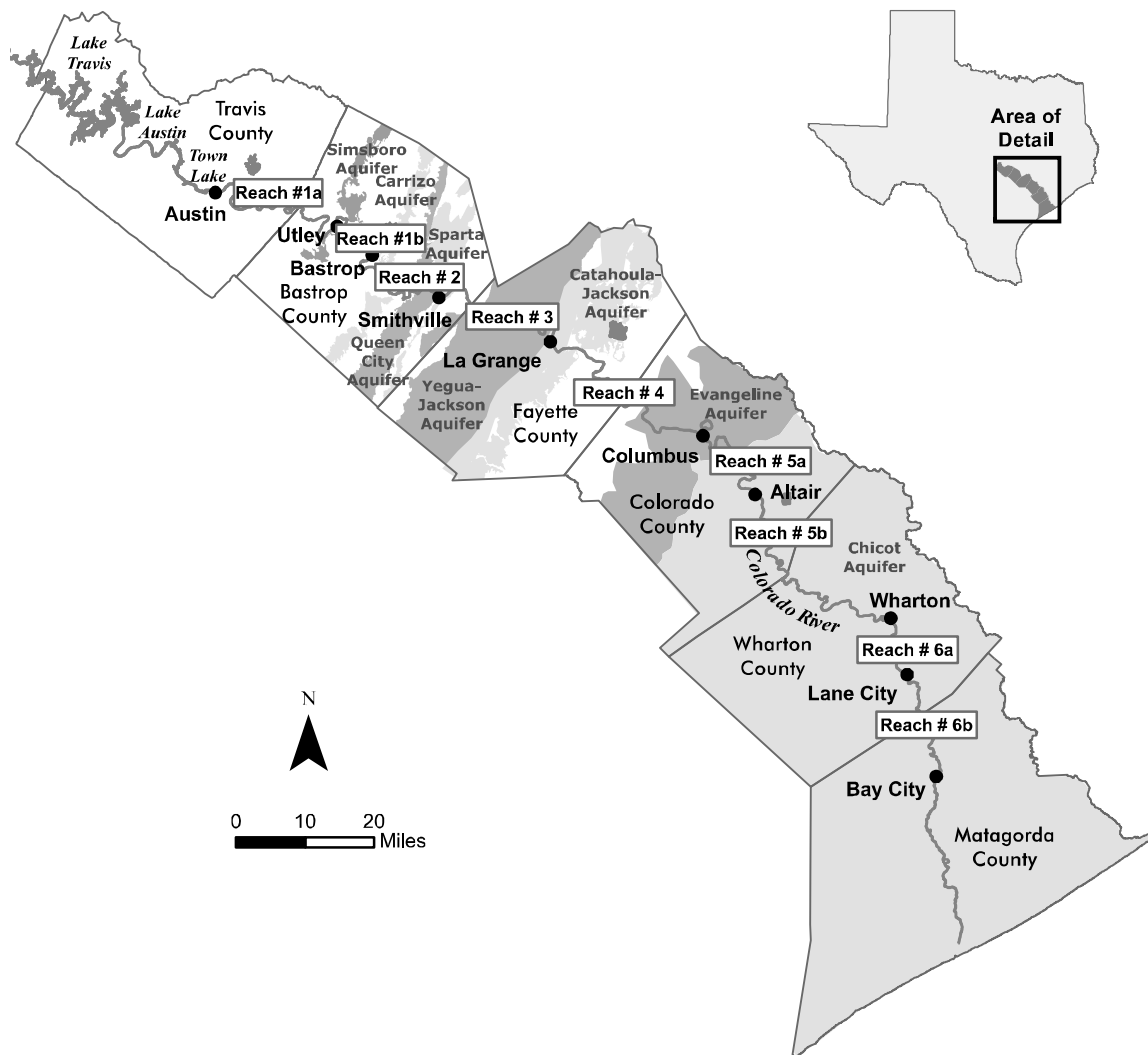 Lake
Travis
Lake
Austin
Travis
County
Town
Lake
Reach #1a
Austin
Simsboro
Aquifer
Carrizo
Aquifer
Utley
Reach #1b
Sparta
Aquifer
Bastrop
Reach # 2
Bastrop
County
Smithville
Queen
City
Aquifer
Reach # 3
Catahoula-
Jackson
Aquifer
La Grange
Yegua-
Jackson
Aquifer
Reach # 4
Fayette
County
Evangeline
Aquifer
Columbus
Reach # 5a
Altair
Colorado
County
Reach # 5b
Chicot
Aquifer
Colorado River
Wharton
Wharton
County
Reach # 6a
Lane City
Reach # 6b
Bay City
Matagorda
County
Area of
Detail
N
0 10 20
Miles